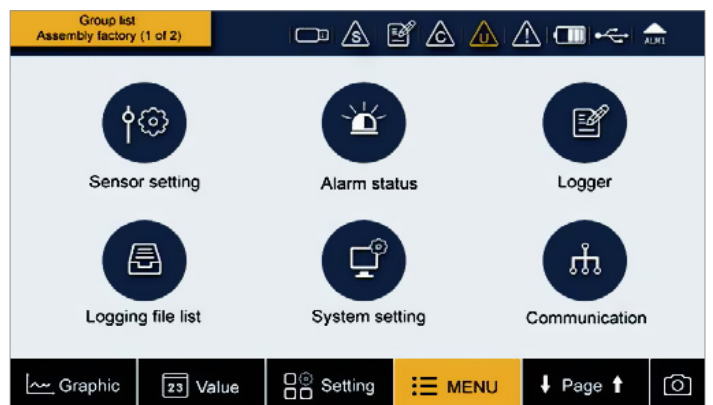 Group list
Assembly factory (1 of 2)
S
C
U
!
ALM1
Sensor setting
Alarm status
Logger
Logging file list
System setting
Communication
Graphic
23 Value
Setting
MENU
Page